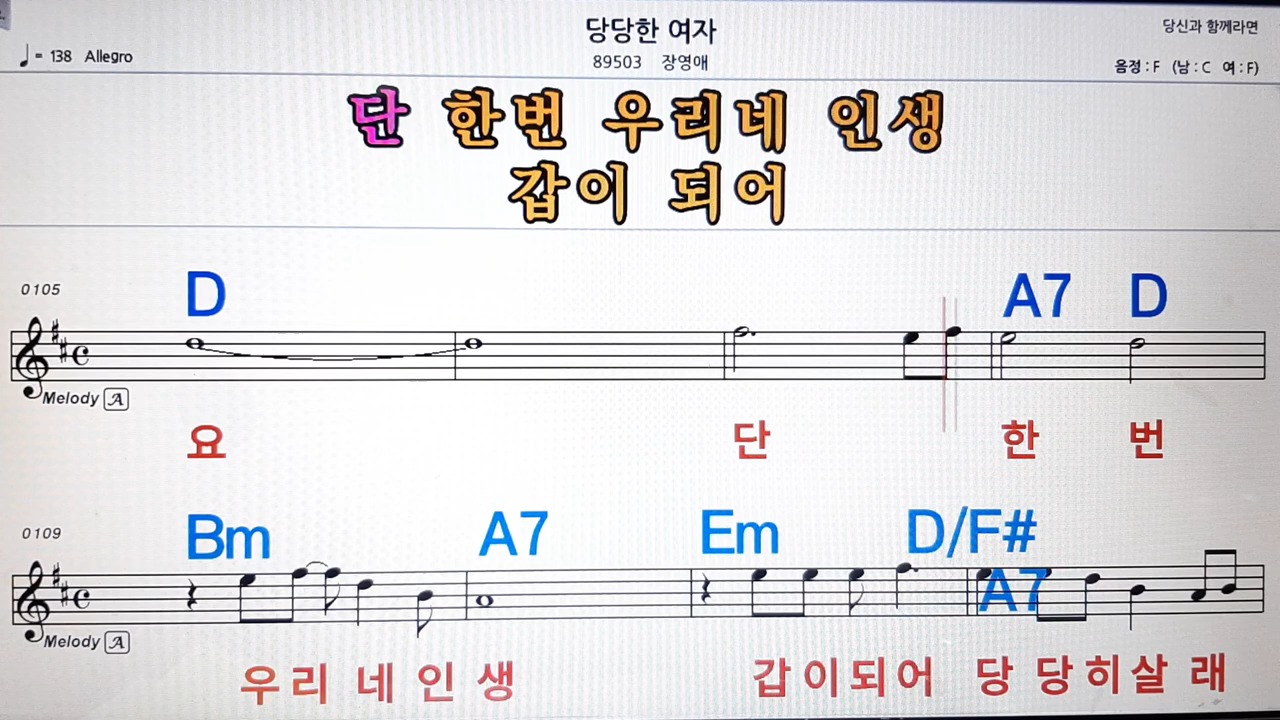 당당한 여자
당신과 함께라면
♩= 138 Allegro
89503 장영애
음정 : F (남 : C 여 : F)
단 한번 우리네 인생
갑이 되어
0105
D A7 D
Melody A
요 단 한 번
0109
Bm A7 Em D/F# A7
Melody A
우리 네 인 생 갑이되어 당 당히살 래